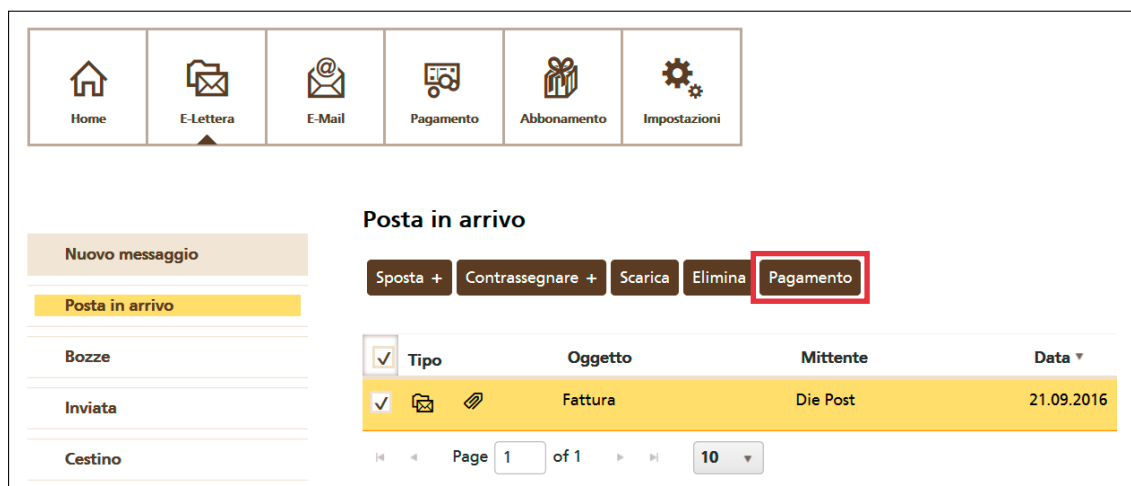 Home E-Lettera E-Mail Pagamento Abbonamento Impostazioni
Posta in arrivo
Nuovo messaggio
Sposta + Contrassegnare + Scarica Elimina Pagamento
Posta in arrivo
Bozze
Tipo Oggetto Mittente Data
Fattura Die Post 21.09.2016
Inviata
Cestino
Page 1 of 1 10